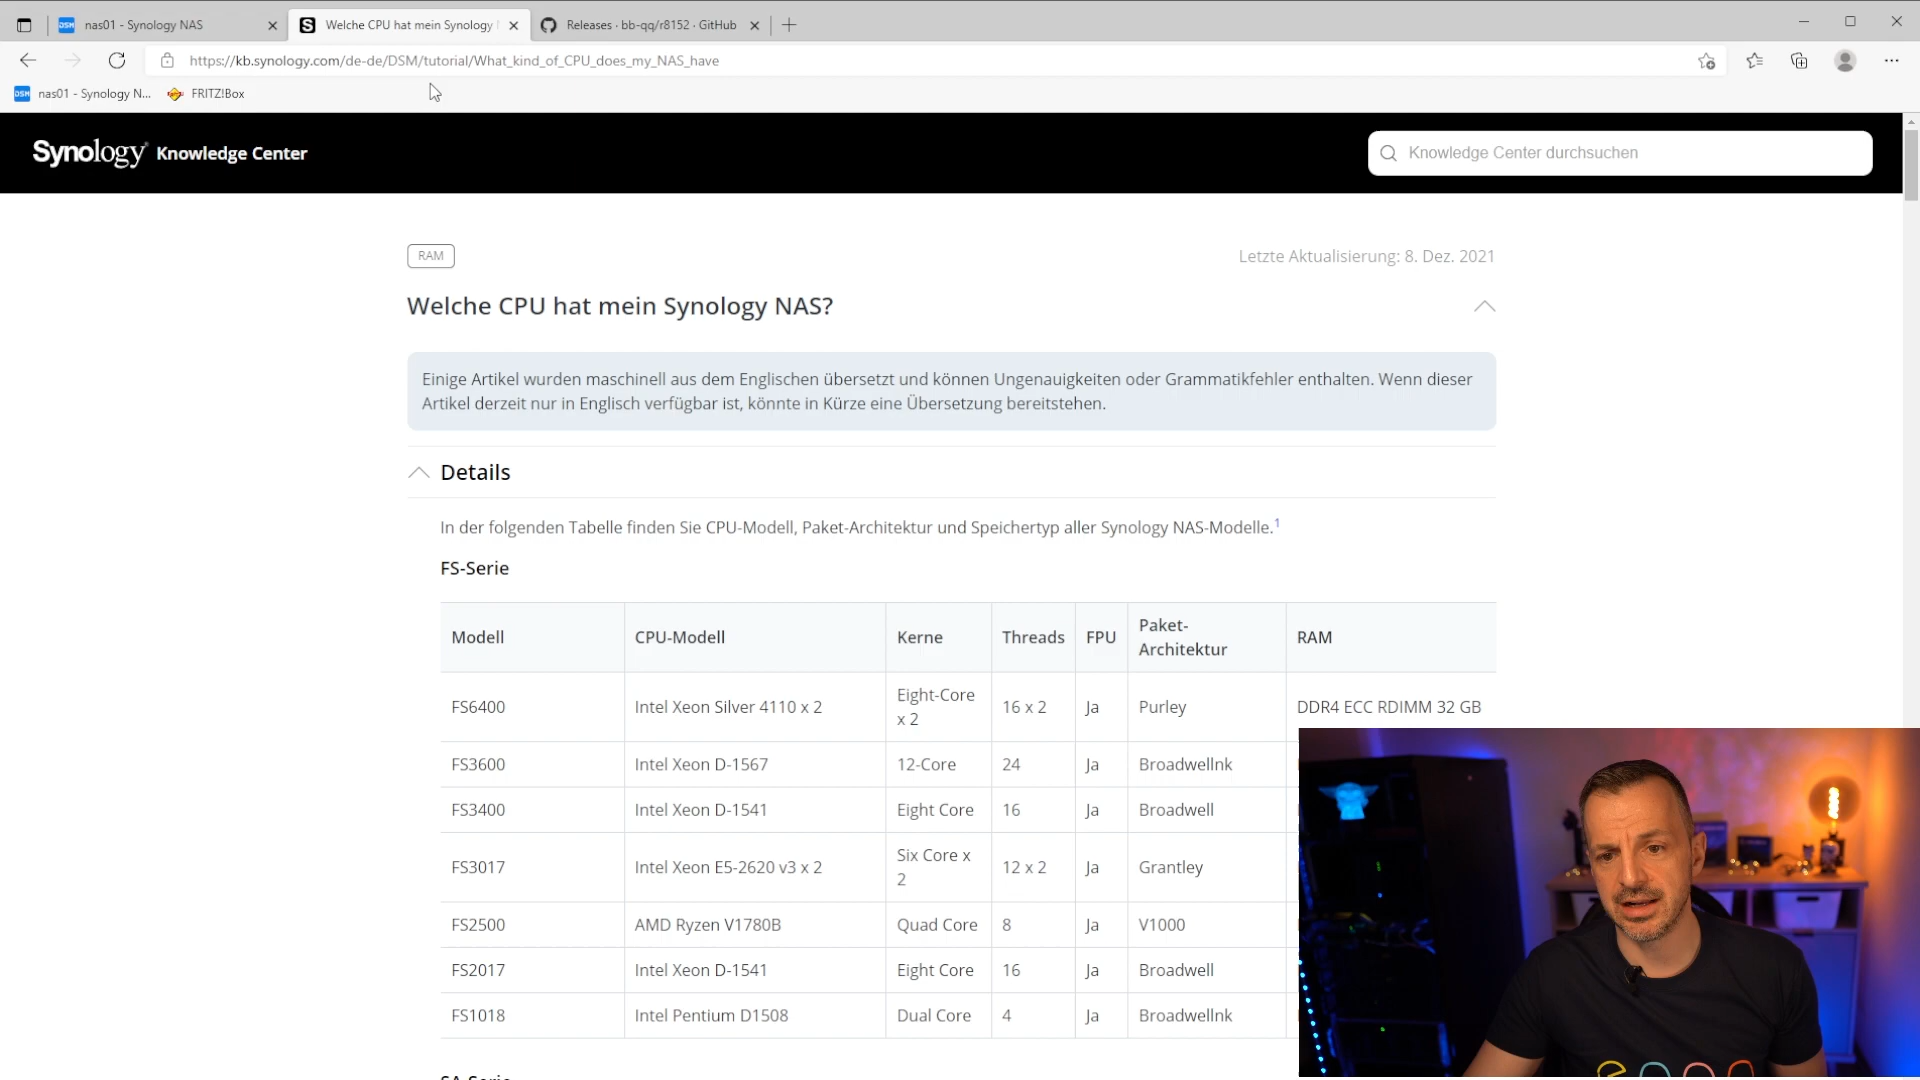 nas01 - Synology NAS
Welche CPU hat mein Synology
Releases · bb-qq/r8152 · GitHub
https://kb.synology.com/de-de/DSM/tutorial/What_kind_of_CPU_does_my_NAS_have
DSM nas01 - Synology N...
FRITZ!Box
Synology Knowledge Center
Knowledge Center durchsuchen
RAM
Letzte Aktualisierung: 8. Dez. 2021
Welche CPU hat mein Synology NAS?
Einige Artikel wurden maschinell aus dem Englischen übersetzt und können Ungenauigkeiten oder Grammatikfehler enthalten. Wenn dieser
Artikel derzeit nur in Englisch verfügbar ist, könnte in Kürze eine Übersetzung bereitstehen.
Details
In der folgenden Tabelle finden Sie CPU-Modell, Paket-Architektur und Speichertyp aller Synology NAS-Modelle.1
FS-Serie
Modell CPU-Modell Kerne Threads FPU Paket-
Architektur RAM
FS6400 Intel Xeon Silver 4110 x 2 Eight-Core
x 2 16 x 2 Ja Purley DDR4 ECC RDIMM 32 GB
FS3600 Intel Xeon D-1567 12-Core 24 Ja Broadwellnk
FS3400 Intel Xeon D-1541 Eight Core 16 Ja Broadwell
FS3017 Intel Xeon E5-2620 v3 x 2 Six Core x
2 12 x 2 Ja Grantley
FS2500 AMD Ryzen V1780B Quad Core 8 Ja V1000
FS2017 Intel Xeon D-1541 Eight Core 16 Ja Broadwell
FS1018 Intel Pentium D1508 Dual Core 4 Ja Broadwellnk